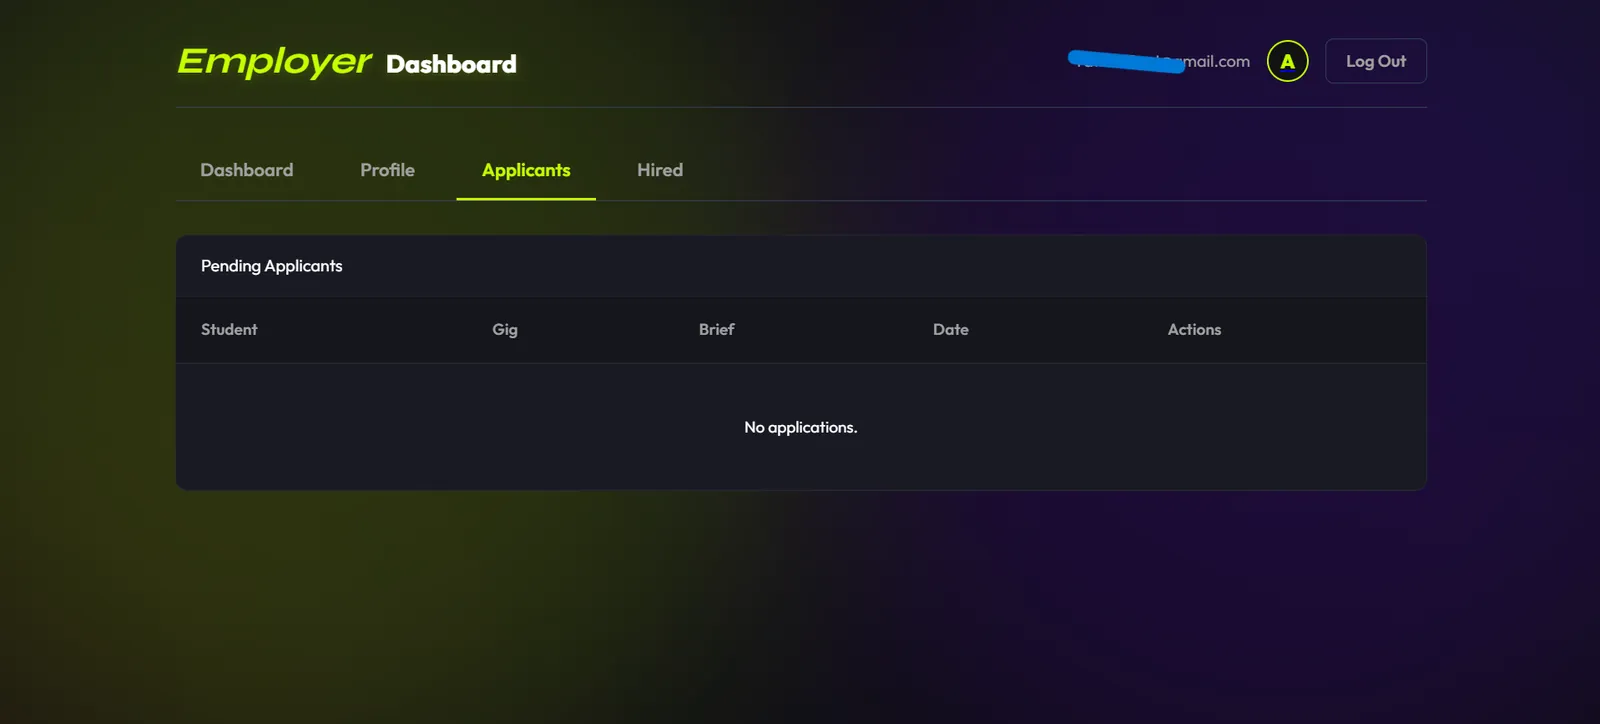 Employer Dashboard
mail.com A Log Out
Dashboard Profile Applicants Hired
Pending Applicants
Student Gig Brief Date Actions
No applications.